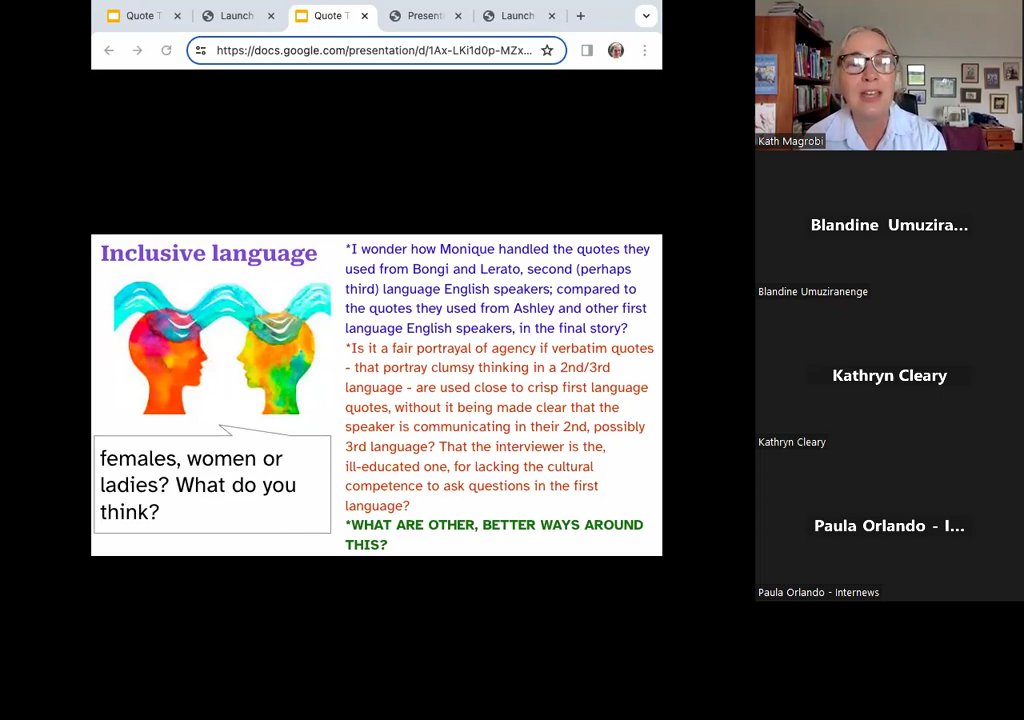 Quote T
Launch
Quote T
Present
Launch
https://docs.google.com/presentation/d/1Ax-LKi1d0p-MZx...
Inclusive language
females, women or
ladies? What do you
think?
*I wonder how Monique handled the quotes they
used from Bongi and Lerato, second (perhaps
third) language English speakers; compared to
the quotes they used from Ashley and other first
language English speakers, in the final story?
*Is it a fair portrayal of agency if verbatim quotes
- that portray clumsy thinking in a 2nd/3rd
language - are used close to crisp first language
quotes, without it being made clear that the
speaker is communicating in their 2nd, possibly
3rd language? That the interviewer is the,
ill-educated one, for lacking the cultural
competence to ask questions in the first
language?
*WHAT ARE OTHER, BETTER WAYS AROUND
THIS?
Kath Magrobi
Blandine Umuzira...
Blandine Umuziranenge
Kathryn Cleary
Kathryn Cleary
Paula Orlando - I...
Paula Orlando - Internews